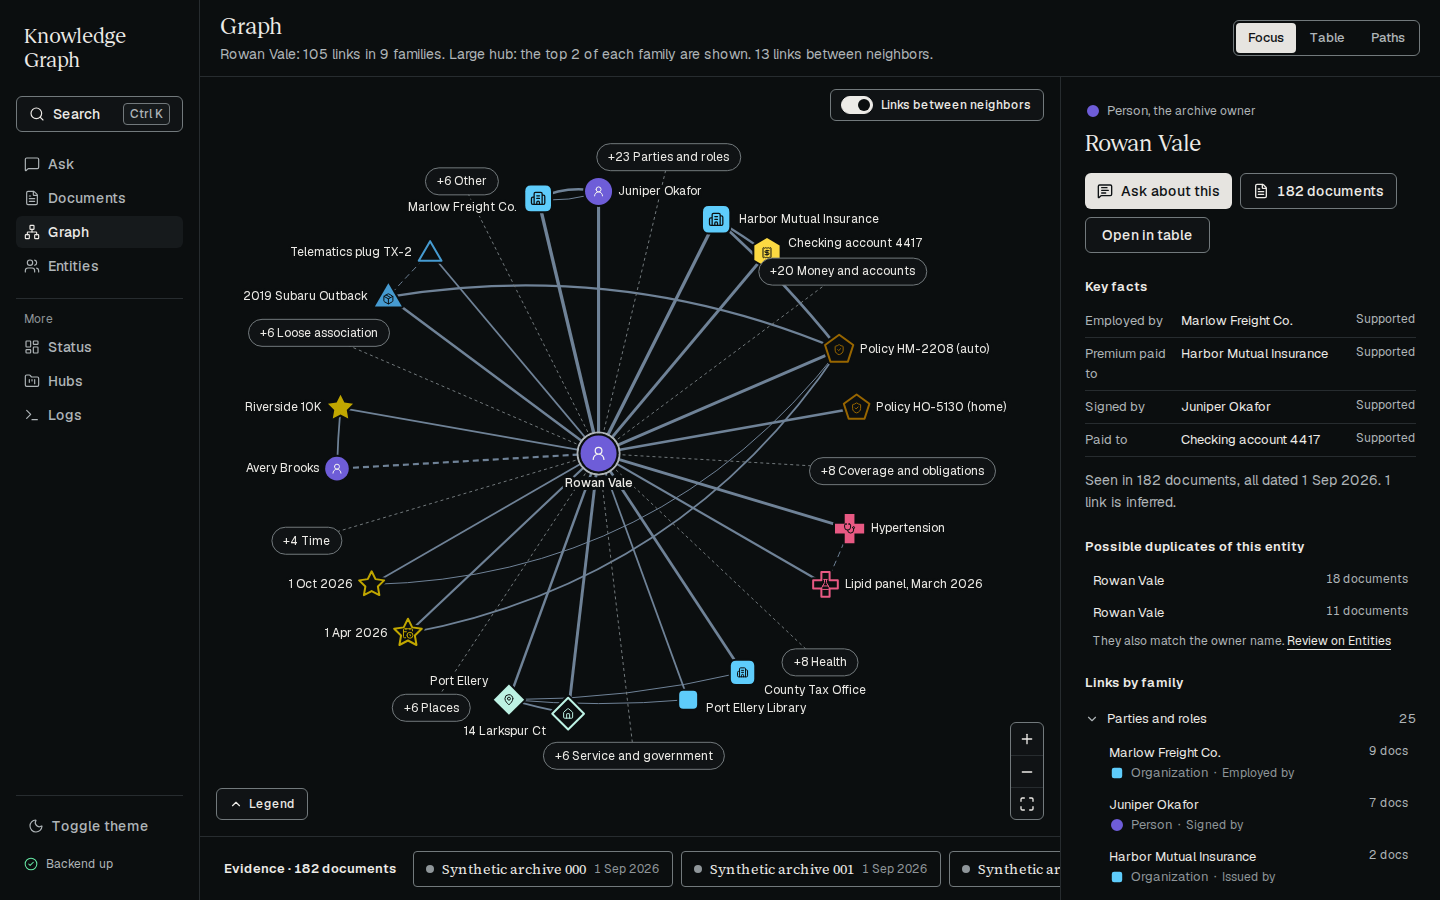 Knowledge
Graph
Search
Ctrl K
Ask
Documents
Graph
Entities
More
Status
Hubs
Logs
Toggle theme
Backend up
Graph
Rowan Vale: 105 links in 9 families. Large hub: the top 2 of each family are shown. 13 links between neighbors.
Focus
Table
Paths
Links between neighbors
+23 Parties and roles
+6 Other
Juniper Okafor
Marlow Freight Co.
Harbor Mutual Insurance
Checking account 4417
Telematics plug TX-2
+20 Money and accounts
2019 Subaru Outback
+6 Loose association
Policy HM-2208 (auto)
Riverside 10K
Policy HO-5130 (home)
Avery Brooks
+8 Coverage and obligations
Rowan Vale
Hypertension
+4 Time
1 Oct 2026
Lipid panel, March 2026
1 Apr 2026
+8 Health
Port Ellery
County Tax Office
+6 Places
Port Ellery Library
14 Larkspur Ct
+6 Service and government
Legend
Evidence · 182 documents
Synthetic archive 000 1 Sep 2026
Synthetic archive 001 1 Sep 2026
Synthetic ar
Person, the archive owner
Rowan Vale
Ask about this
182 documents
Open in table
Key facts
Employed by Marlow Freight Co. Supported
Premium paid Harbor Mutual Insurance Supported
to
Signed by Juniper Okafor Supported
Paid to Checking account 4417 Supported
Seen in 182 documents, all dated 1 Sep 2026. 1
link is inferred.
Possible duplicates of this entity
Rowan Vale 18 documents
Rowan Vale 11 documents
They also match the owner name. Review on Entities
Links by family
Parties and roles 25
Marlow Freight Co. 9 docs
Organization · Employed by
Juniper Okafor 7 docs
Person · Signed by
Harbor Mutual Insurance 2 docs
Organization · Issued by